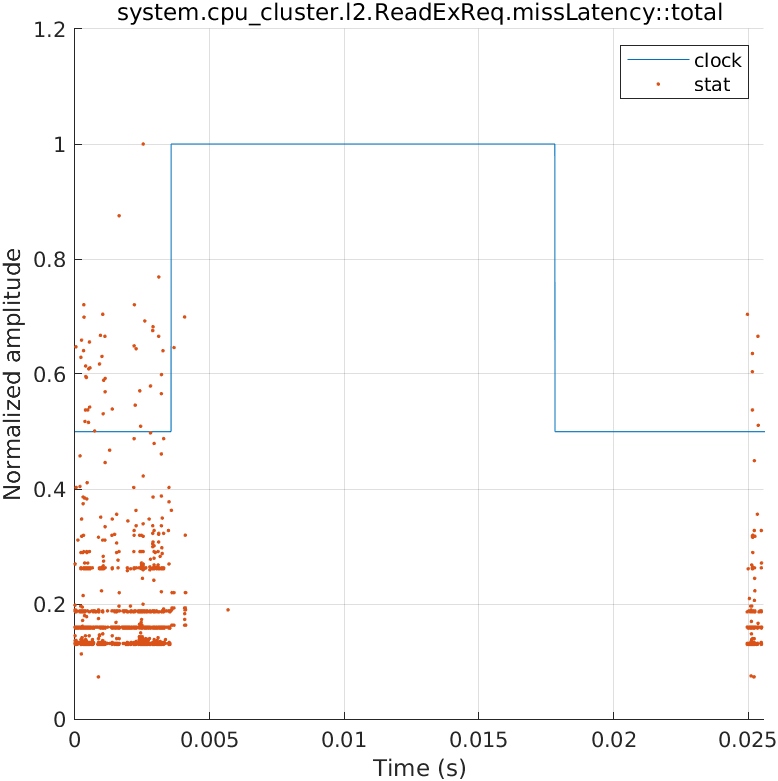 system.cpu_cluster.l2.ReadExReq.missLatency::total
1.2
1
0.8
0.6
0.4
0.2
0
Normalized amplitude
clock
stat
0 0.005 0.01 0.015 0.02 0.025
Time (s)